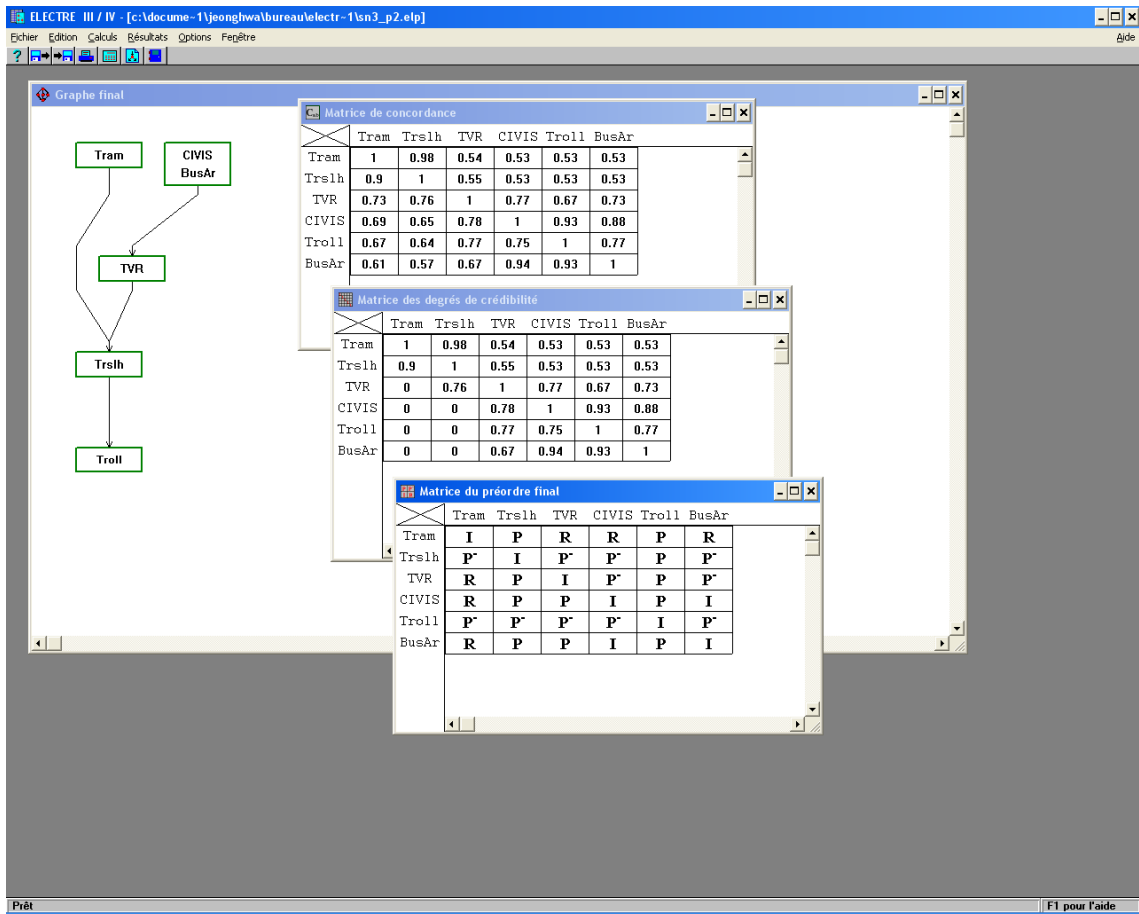 ELECTRE III / IV - [c:\docume~1\jeonghwa\bureau\electr~1\sn3_p2.elp]
Fichier Edition Calculs Résultats Options Fenêtre Aide
?
Graphe final
Tram
CIVIS
BusAr
TVR
Trslh
Troll
Matrice de concordance
Tram Trslh TVR CIVIS Troll BusAr
Tram 1 0.98 0.54 0.53 0.53 0.53
Trslh 0.9 1 0.55 0.53 0.53 0.53
TVR 0.73 0.76 1 0.77 0.67 0.73
CIVIS 0.69 0.65 0.78 1 0.93 0.88
Troll 0.67 0.64 0.77 0.75 1 0.77
BusAr 0.61 0.57 0.67 0.94 0.93 1
Matrice des degrés de crédibilité
Tram Trslh TVR CIVIS Troll BusAr
Tram 1 0.98 0.54 0.53 0.53 0.53
Trslh 0.9 1 0.55 0.53 0.53 0.53
TVR 0 0.76 1 0.77 0.67 0.73
CIVIS 0 0 0.78 1 0.93 0.88
Troll 0 0 0.77 0.75 1 0.77
BusAr 0 0 0.67 0.94 0.93 1
Matrice du préordre final
Tram Trslh TVR CIVIS Troll BusAr
Tram I P R R P R
Trslh P⁻ I P⁻ P⁻ P P⁻
TVR R P I P⁻ P P⁻
CIVIS R P P I P I
Troll P⁻ P⁻ P⁻ P⁻ I P⁻
BusAr R P P I P I
Prêt F1 pour l'aide